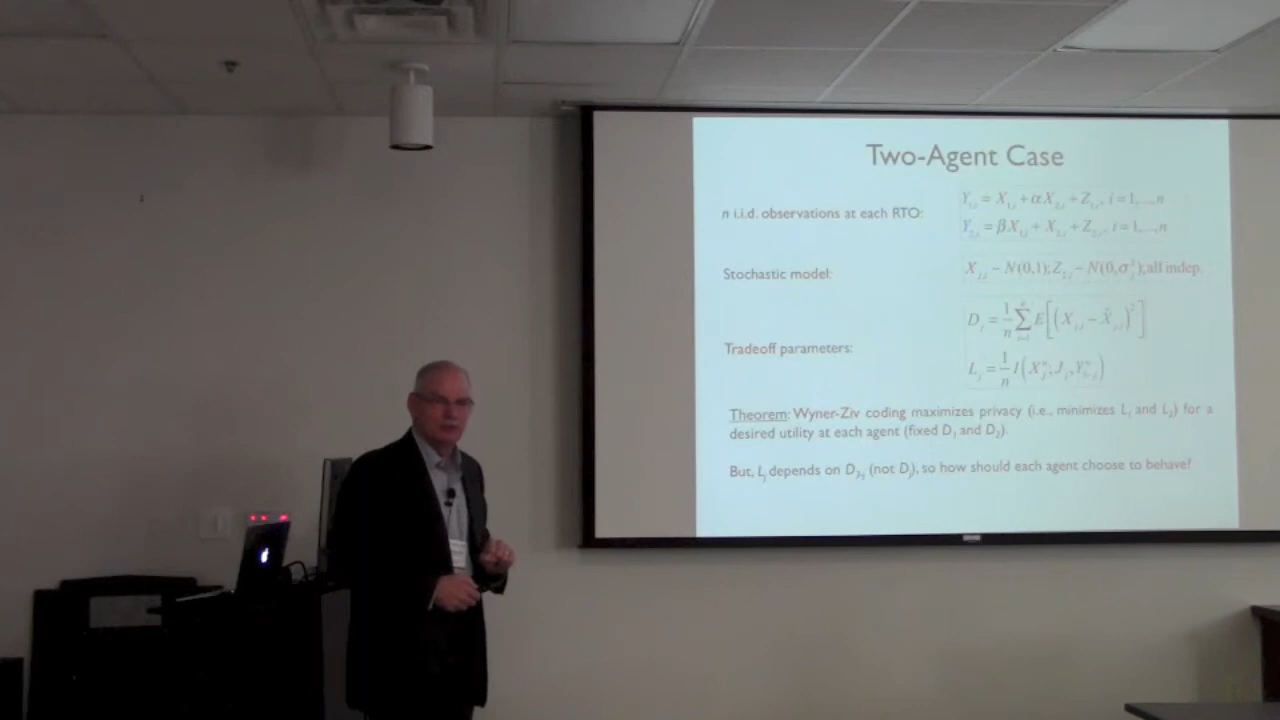 Two-Agent Case
n i.i.d. observations at each RTO:
Y₁,ᵢ = X₁,ᵢ + αX₂,ᵢ + Z₁,ᵢ, i = 1,...,n
Y₂,ᵢ = βX₁,ᵢ + X₂,ᵢ + Z₂,ᵢ, i = 1,...,n
Stochastic model:
Xⱼ,ᵢ ~ N(0,1); Zⱼ,ᵢ ~ N(0,σⱼ²); all indep.
Tradeoff parameters:
Dⱼ = 1/n Σ E[(Xⱼ,ᵢ − X̂ⱼ,ᵢ)²]
Lⱼ = 1/n I(Xⱼⁿ; Jⱼ, Y₃₋ⱼⁿ)
Theorem: Wyner-Ziv coding maximizes privacy (i.e., minimizes L₁ and L₂) for a
desired utility at each agent (fixed D₁ and D₂).
But, Lⱼ depends on D₃₋ⱼ (not Dⱼ), so how should each agent choose to behave?